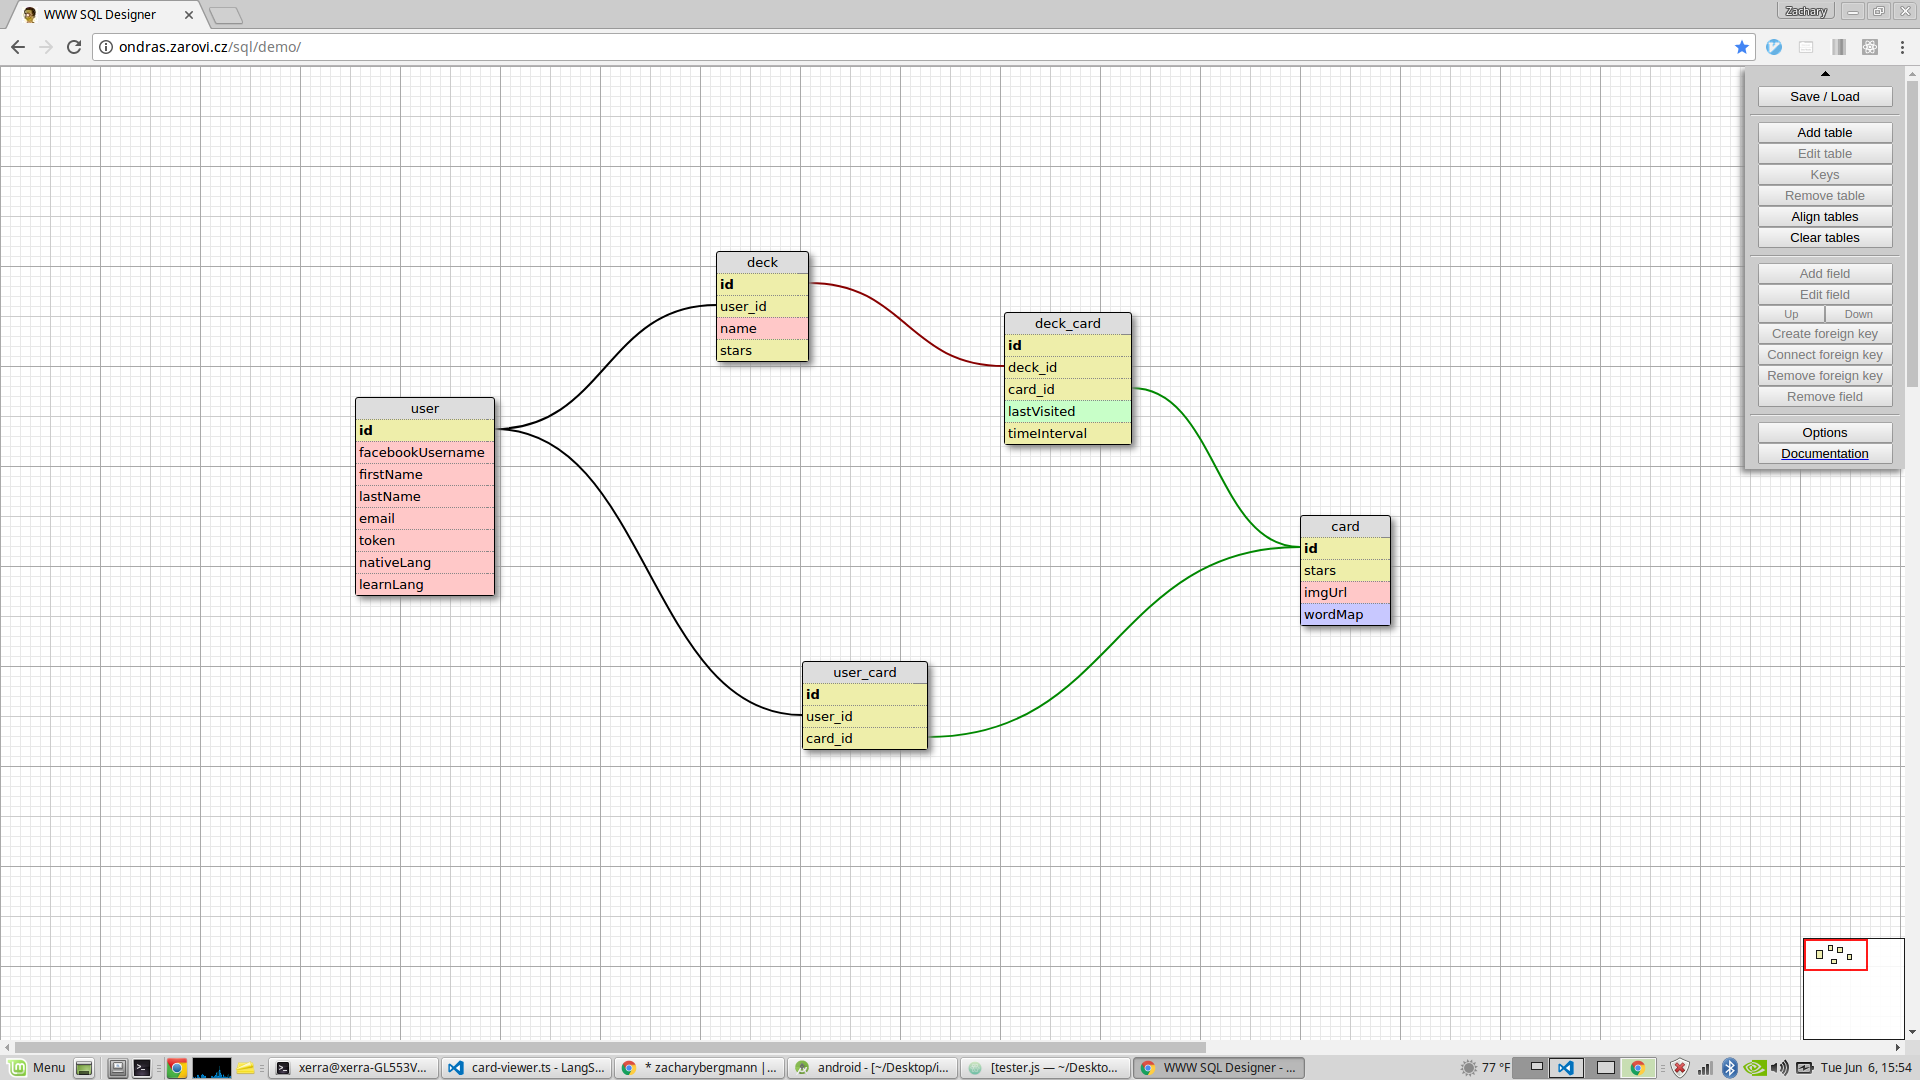 WWW SQL Designer
Zachary
ondras.zarovi.cz/sql/demo/
Save / Load
Add table
Edit table
Keys
Remove table
Align tables
Clear tables
Add field
Edit field
Up Down
Create foreign key
Connect foreign key
Remove foreign key
Remove field
Options
Documentation
deck
id
user_id
name
stars
deck_card
id
deck_id
card_id
lastVisited
timeInterval
user
id
facebookUsername
firstName
lastName
email
token
nativeLang
learnLang
card
id
stars
imgUrl
wordMap
user_card
id
user_id
card_id
Menu xerra@xerra-GL553V... card-viewer.ts - LangS... * zacharybergmann |... android - [~/Desktop/i... [tester.js — ~/Deskto... WWW SQL Designer - ... 77 °F Tue Jun 6, 15:54